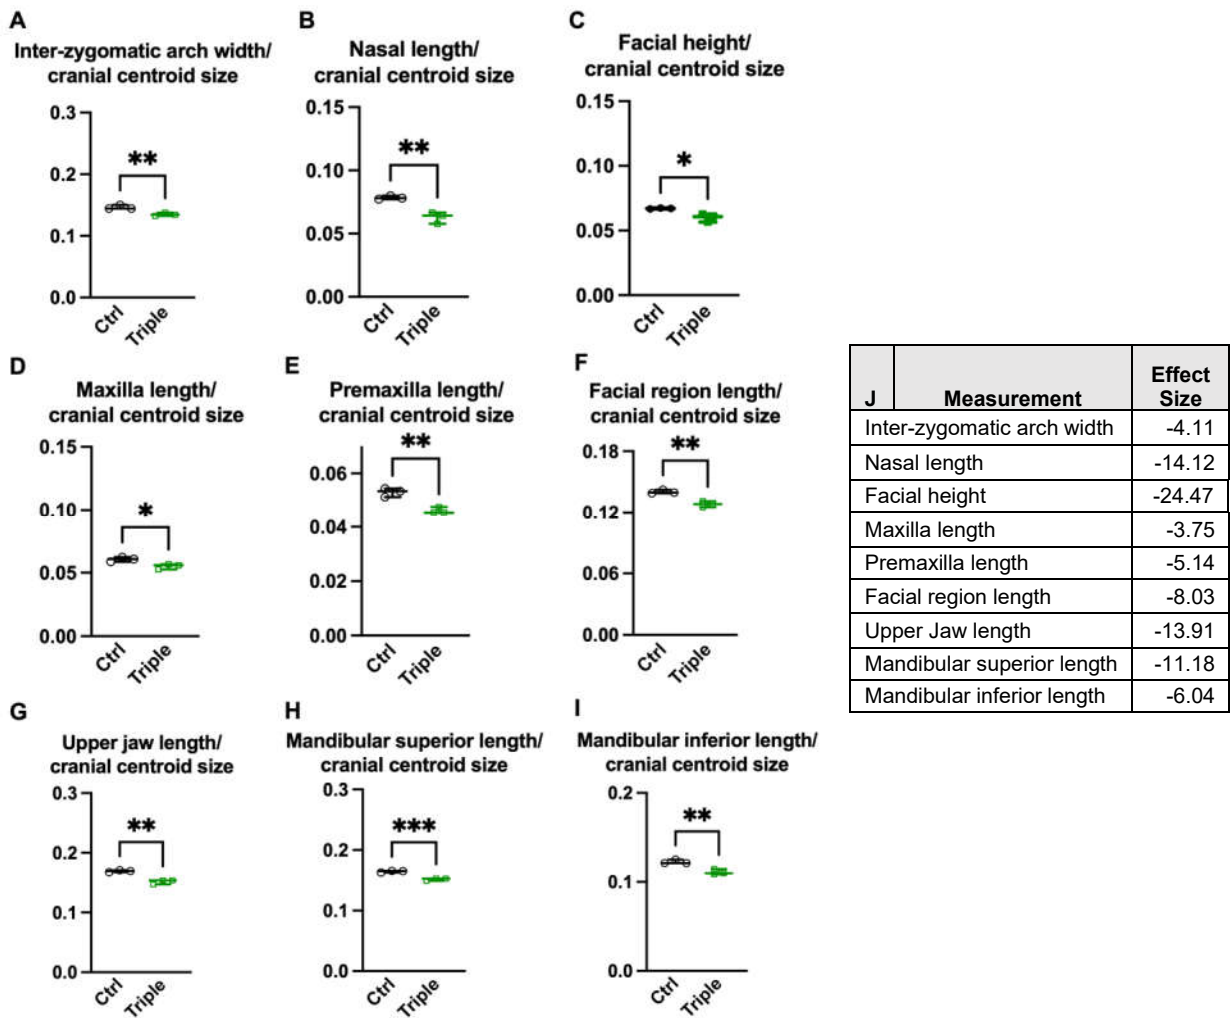 A
Inter-zygomatic arch width/
cranial centroid size
0.3
0.2
0.1
0.0
**
Ctrl
Triple
B
Nasal length/
cranial centroid size
0.15
0.10
0.05
0.00
**
Ctrl
Triple
C
Facial height/
cranial centroid size
0.15
0.10
0.05
0.00
*
Ctrl
Triple
D
Maxilla length/
cranial centroid size
0.15
0.10
0.05
0.00
*
Ctrl
Triple
E
Premaxilla length/
cranial centroid size
**
0.06
0.04
0.02
0.00
Ctrl
Triple
F
Facial region length/
cranial centroid size
0.18
0.12
0.06
0.00
**
Ctrl
Triple
J Measurement Effect Size
Inter-zygomatic arch width -4.11
Nasal length -14.12
Facial height -24.47
Maxilla length -3.75
Premaxilla length -5.14
Facial region length -8.03
Upper Jaw length -13.91
Mandibular superior length -11.18
Mandibular inferior length -6.04
G
Upper jaw length/
cranial centroid size
0.3
0.2
0.1
0.0
**
Ctrl
Triple
H
Mandibular superior length/
cranial centroid size
0.3
0.2
0.1
0.0
***
Ctrl
Triple
I
Mandibular inferior length/
cranial centroid size
0.2
0.1
0.0
**
Ctrl
Triple